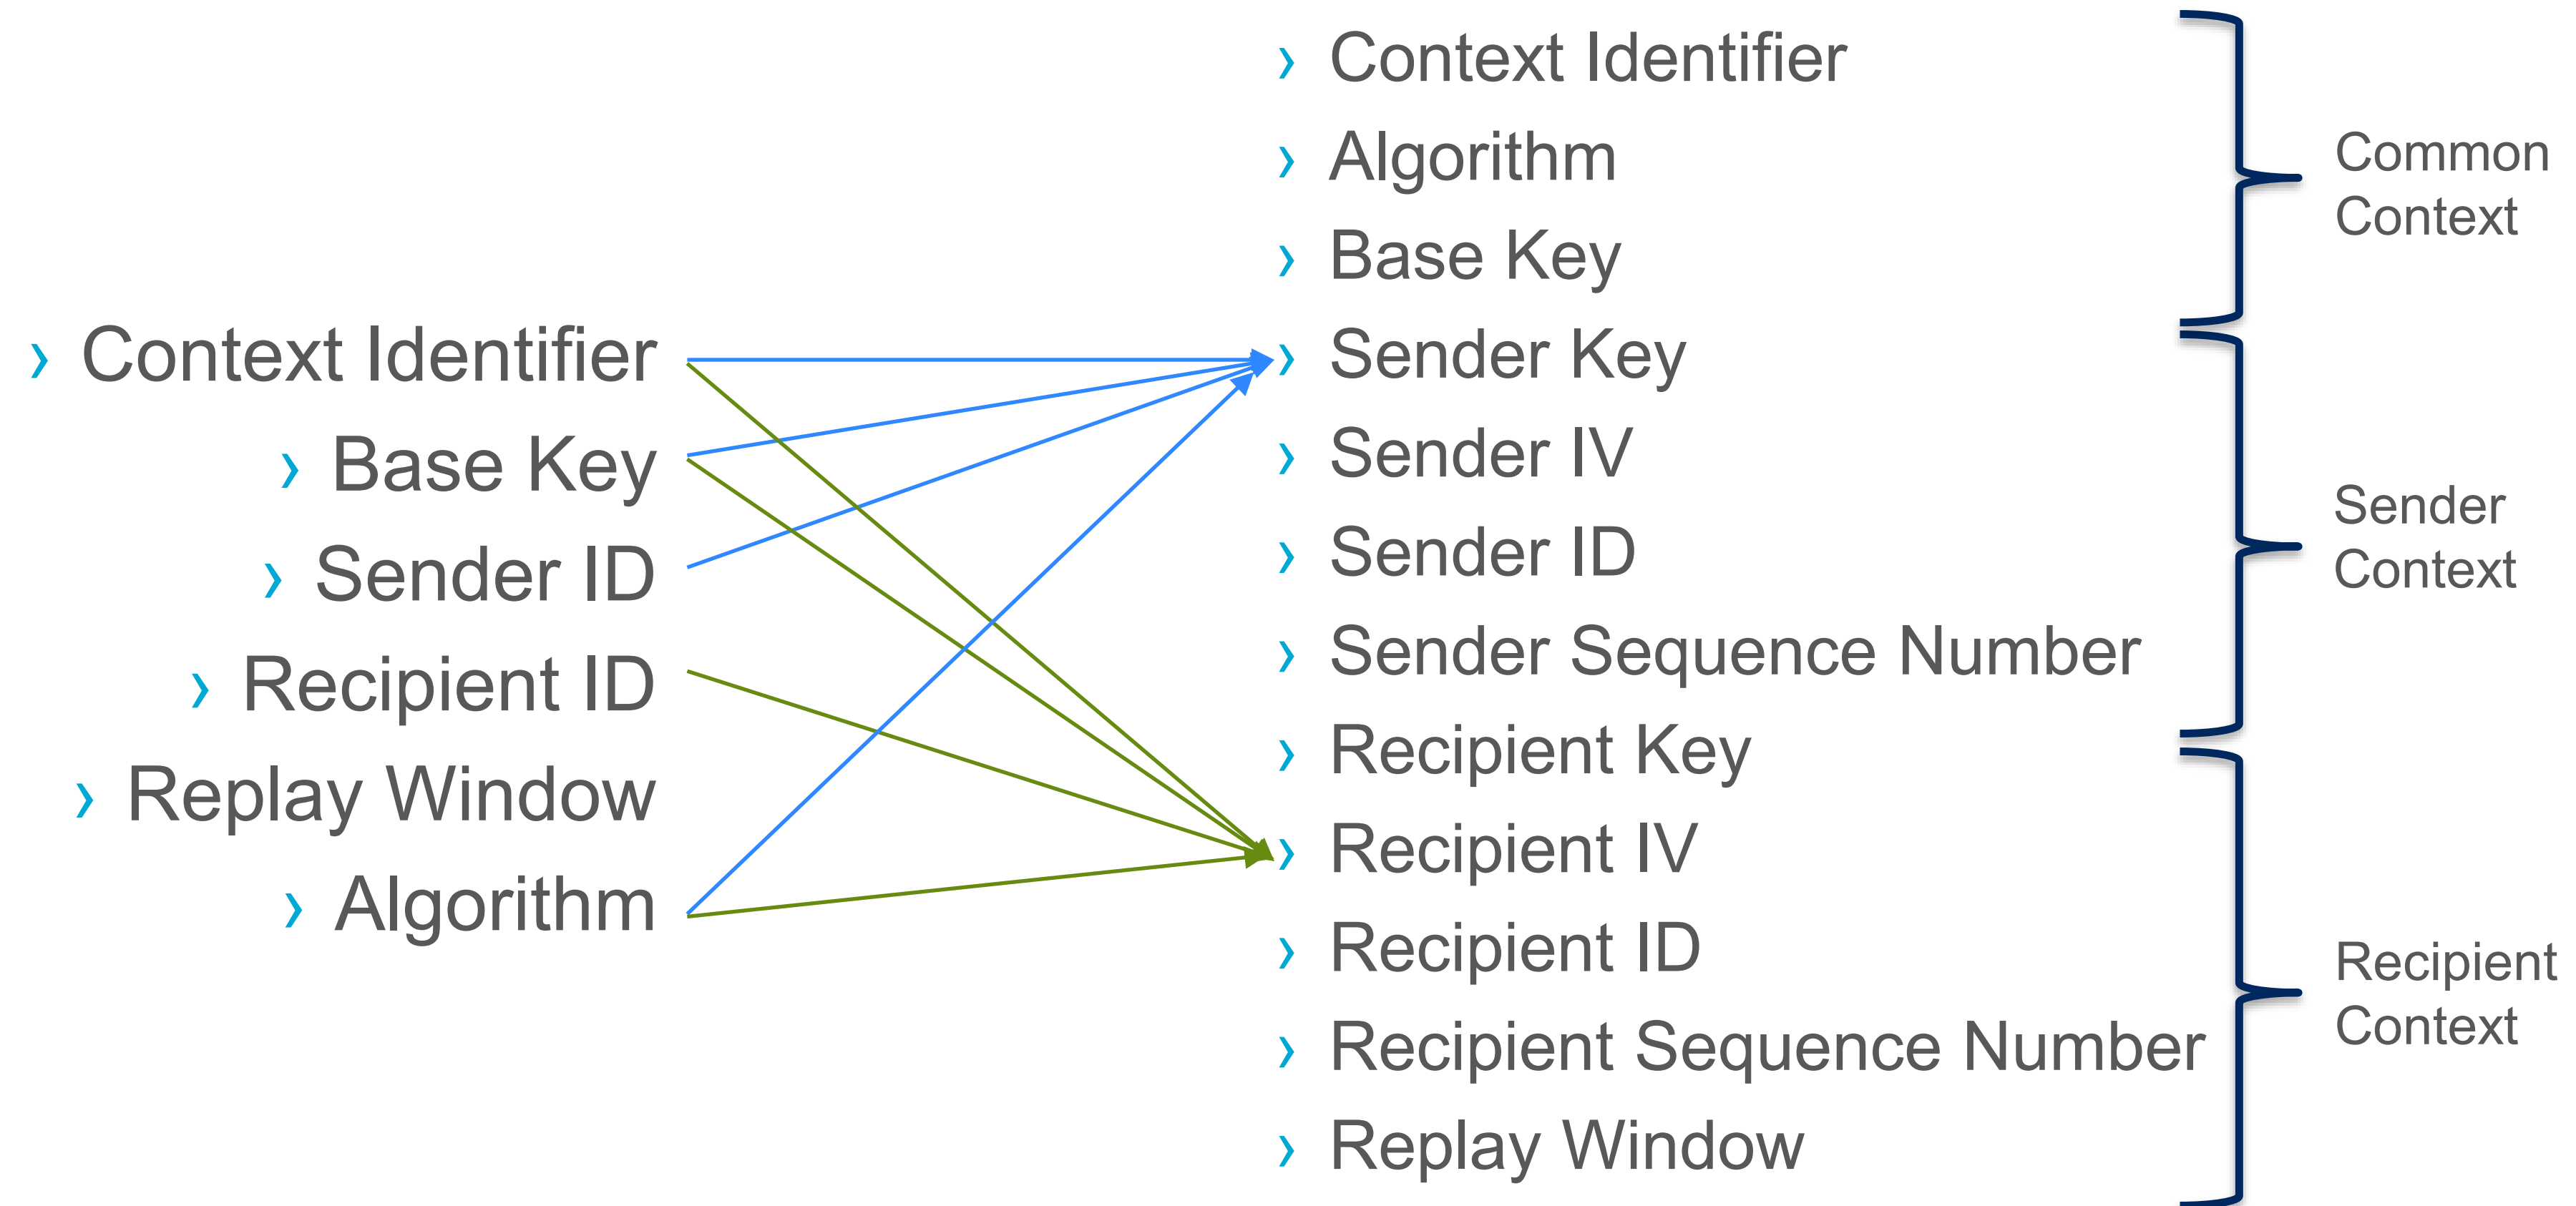 › Context Identifier
› Base Key
› Sender ID
› Recipient ID
› Replay Window
› Algorithm
› Context Identifier
› Algorithm
› Base Key
› Sender Key
› Sender IV
› Sender ID
› Sender Sequence Number
› Recipient Key
› Recipient IV
› Recipient ID
› Recipient Sequence Number
› Replay Window
Common
Context
Sender
Context
Recipient
Context